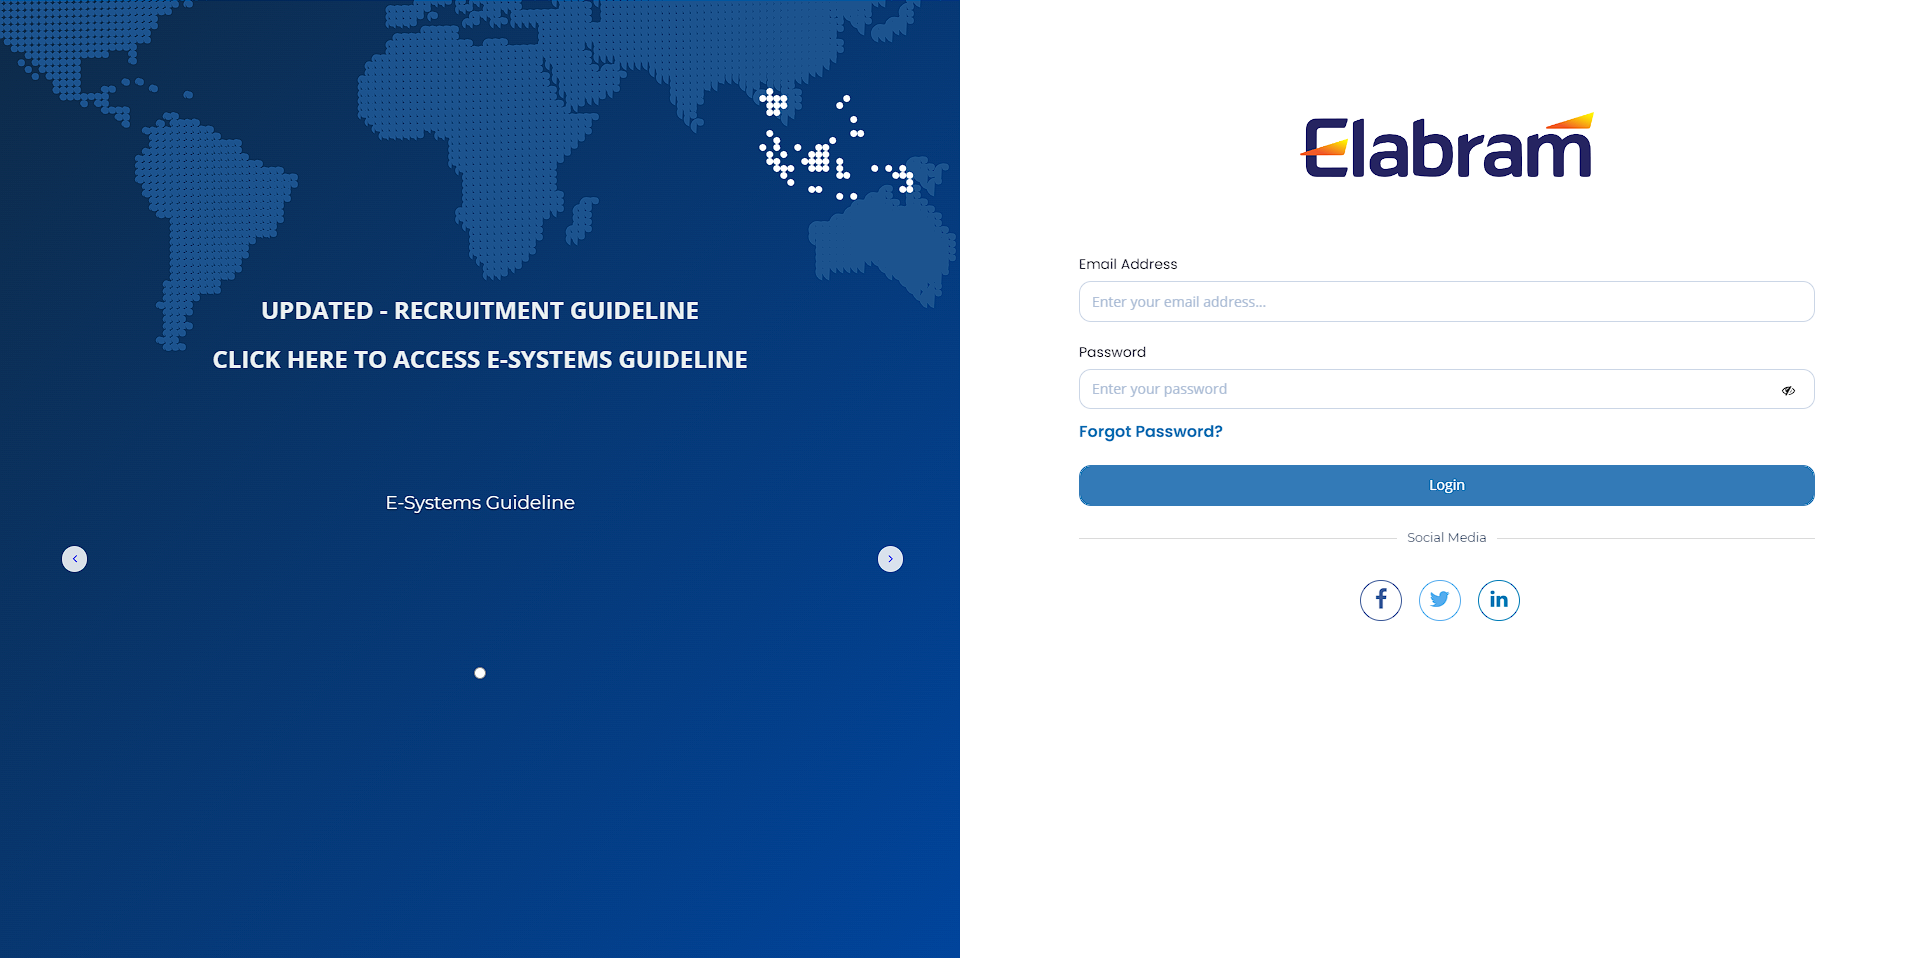 UPDATED - RECRUITMENT GUIDELINE
CLICK HERE TO ACCESS E-SYSTEMS GUIDELINE
E-Systems Guideline
Elabram
Email Address
Enter your email address...
Password
Enter your password
Forgot Password?
Login
Social Media